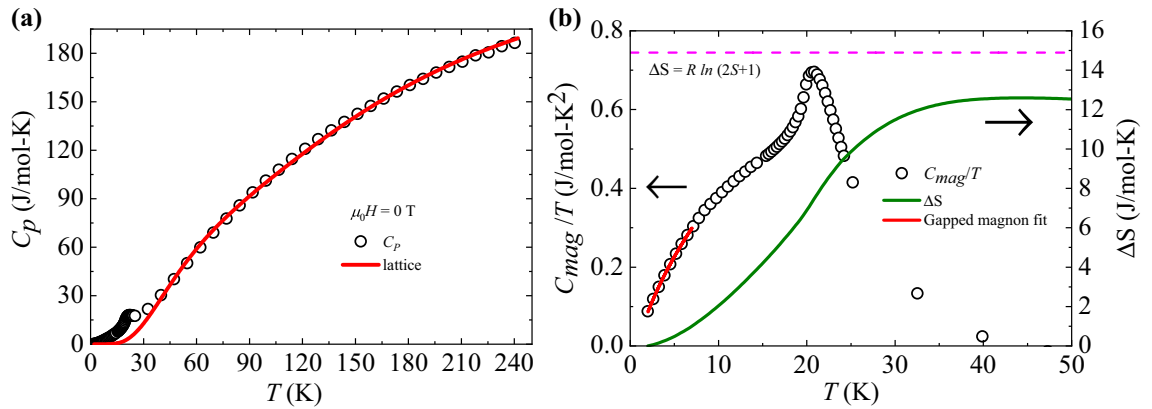 (a)
C_p (J/mol-K)
180
150
120
90
60
30
0
μ₀H = 0 T
C_P
lattice
0 30 60 90 120 150 180 210 240
T (K)
(b)
C_mag /T (J/mol-K²)
0.8
0.6
0.4
0.2
0.0
ΔS = R ln (2S+1)
C_mag/T
ΔS
Gapped magnon fit
0 10 20 30 40 50
T (K)
16
14
12
10
8
6
4
2
0
ΔS (J/mol-K)